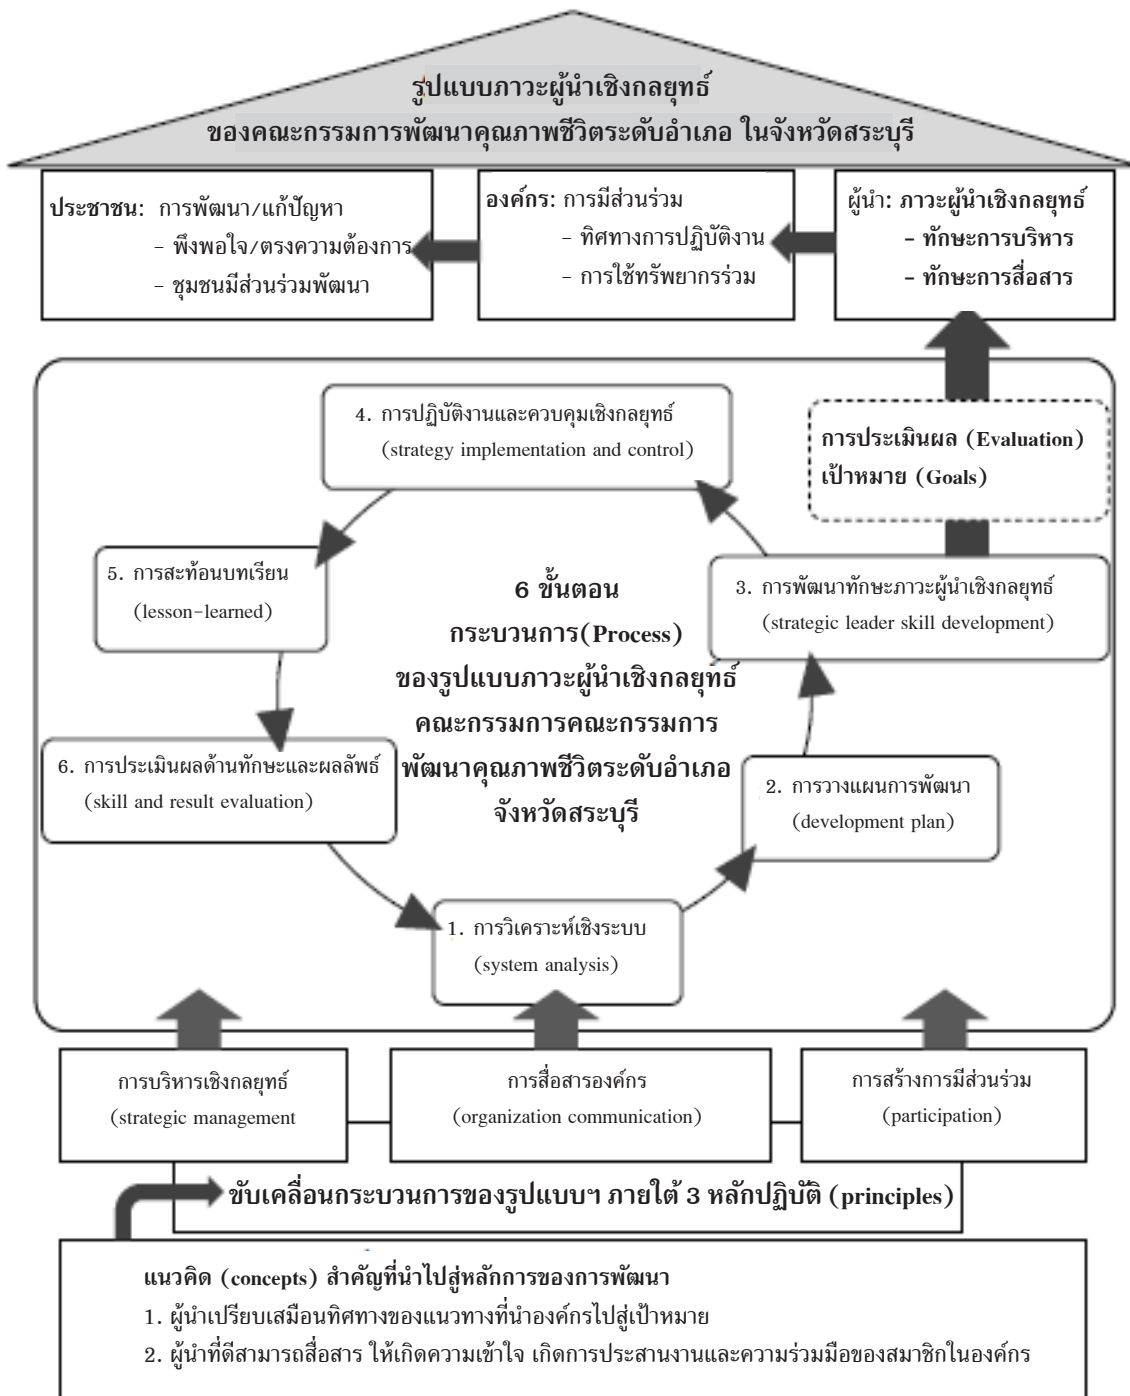 รูปแบบภาวะผู้นำเชิงกลยุทธ์
ของคณะกรรมการพัฒนาคุณภาพชีวิตระดับอำเภอ ในจังหวัดสระบุรี
ประชาชน: การพัฒนา/แก้ปัญหา
- พึงพอใจ/ตรงความต้องการ
- ชุมชนมีส่วนร่วมพัฒนา
องค์กร: การมีส่วนร่วม
- ทิศทางการปฏิบัติงาน
- การใช้ทรัพยากรร่วม
ผู้นำ: ภาวะผู้นำเชิงกลยุทธ์
- ทักษะการบริหาร
- ทักษะการสื่อสาร
4. การปฏิบัติงานและควบคุมเชิงกลยุทธ์
(strategy implementation and control)
การประเมินผล (Evaluation)
เป้าหมาย (Goals)
5. การสะท้อนบทเรียน
(lesson-learned)
3. การพัฒนาทักษะภาวะผู้นำเชิงกลยุทธ์
(strategic leader skill development)
6 ขั้นตอน
กระบวนการ(Process)
ของรูปแบบภาวะผู้นำเชิงกลยุทธ์
คณะกรรมการคณะกรรมการ
พัฒนาคุณภาพชีวิตระดับอำเภอ
จังหวัดสระบุรี
6. การประเมินผลด้านทักษะและผลลัพธ์
(skill and result evaluation)
2. การวางแผนการพัฒนา
(development plan)
1. การวิเคราะห์เชิงระบบ
(system analysis)
การบริหารเชิงกลยุทธ์
(strategic management
การสื่อสารองค์กร
(organization communication)
การสร้างการมีส่วนร่วม
(participation)
ขับเคลื่อนกระบวนการของรูปแบบฯ ภายใต้ 3 หลักปฏิบัติ (principles)
แนวคิด (concepts) สำคัญที่นำไปสู่หลักการของการพัฒนา
1. ผู้นำเปรียบเสมือนทิศทางของแนวทางที่นำองค์กรไปสู่เป้าหมาย
2. ผู้นำที่ดีสามารถสื่อสาร ให้เกิดความเข้าใจ เกิดการประสานงานและความร่วมมือของสมาชิกในองค์กร